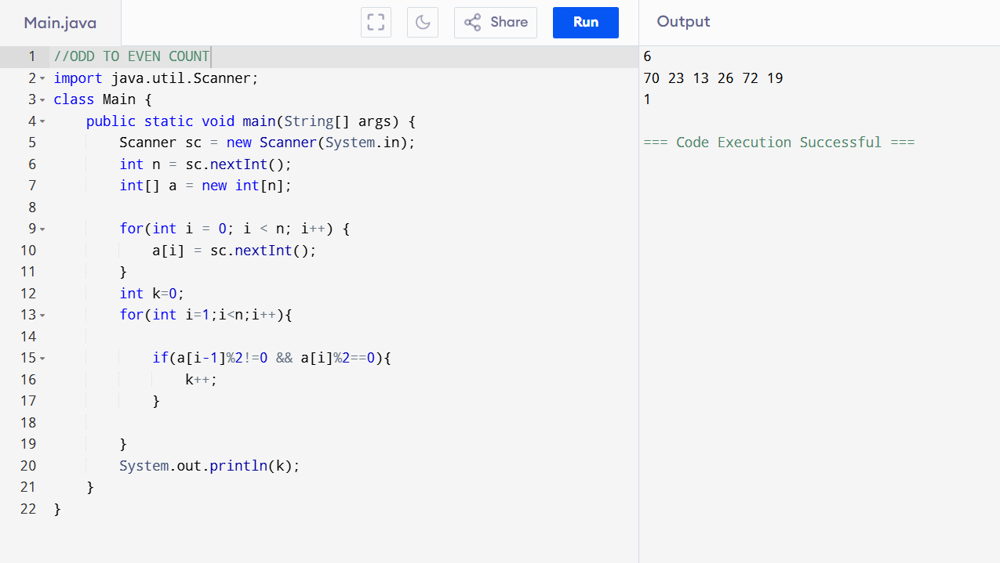 Main.java
Share
Run
Output
1 //ODD TO EVEN COUNT
2 import java.util.Scanner;
3 class Main {
4     public static void main(String[] args) {
5         Scanner sc = new Scanner(System.in);
6         int n = sc.nextInt();
7         int[] a = new int[n];
8
9         for(int i = 0; i < n; i++) {
10             a[i] = sc.nextInt();
11         }
12         int k=0;
13         for(int i=1;i<n;i++){
14
15             if(a[i-1]%2!=0 && a[i]%2==0){
16                 k++;
17             }
18
19         }
20         System.out.println(k);
21     }
22 }
6
70 23 13 26 72 19
1
=== Code Execution Successful ===